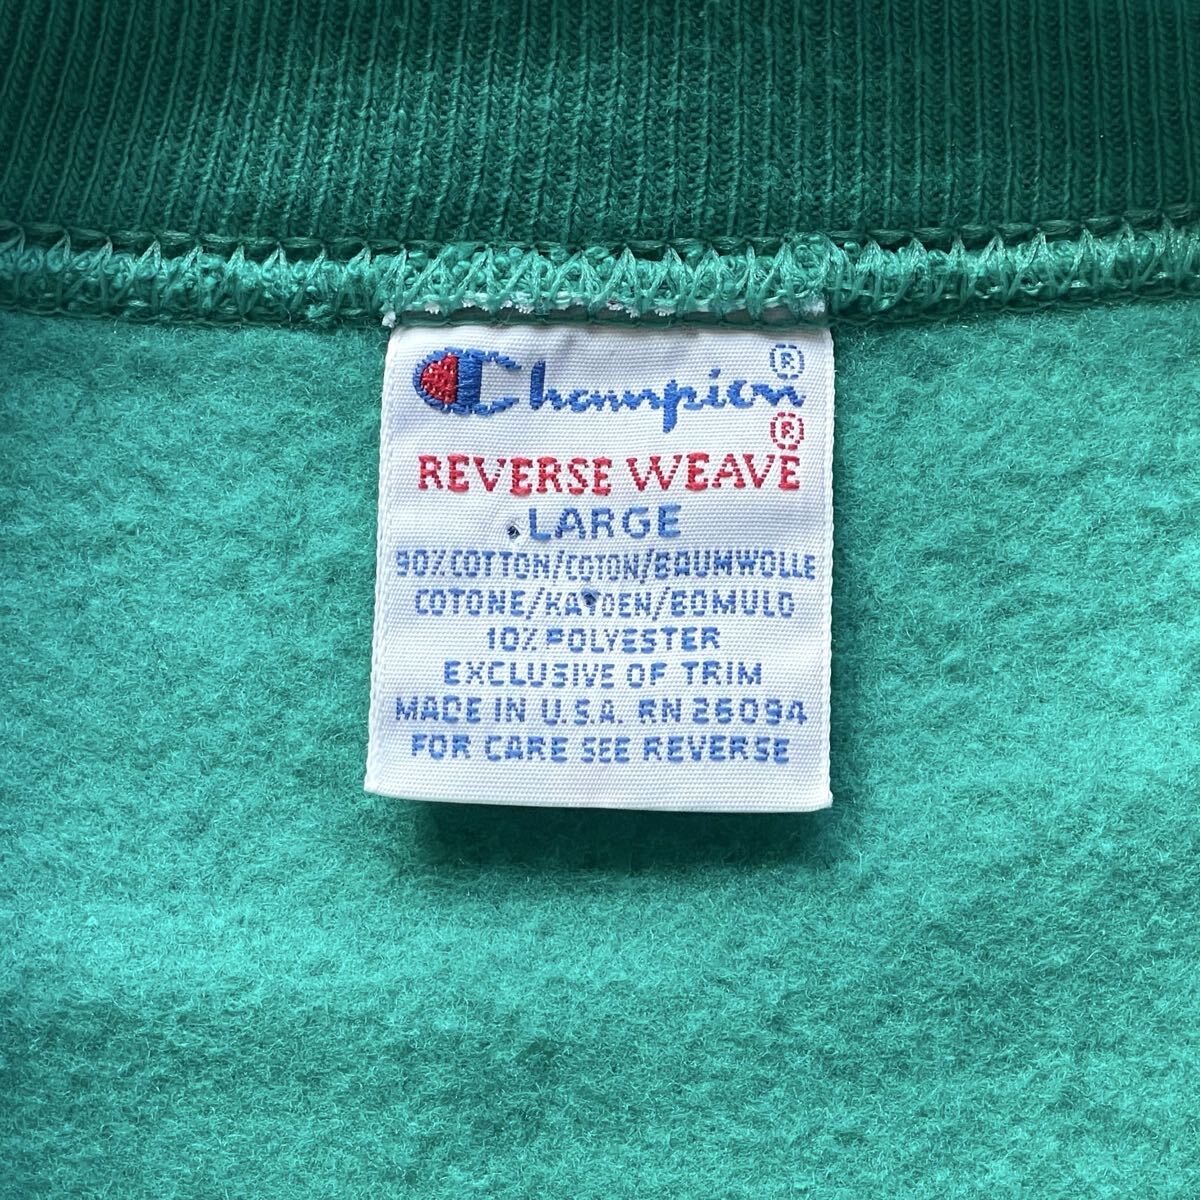 Champion ®
REVERSE WEAVE ®
LARGE
90% COTTON/COTON/BAUMWOLLE
COTONE/KATOEN/BOMULD
10% POLYESTER
EXCLUSIVE OF TRIM
MADE IN U.S.A. RN 26094
FOR CARE SEE REVERSE